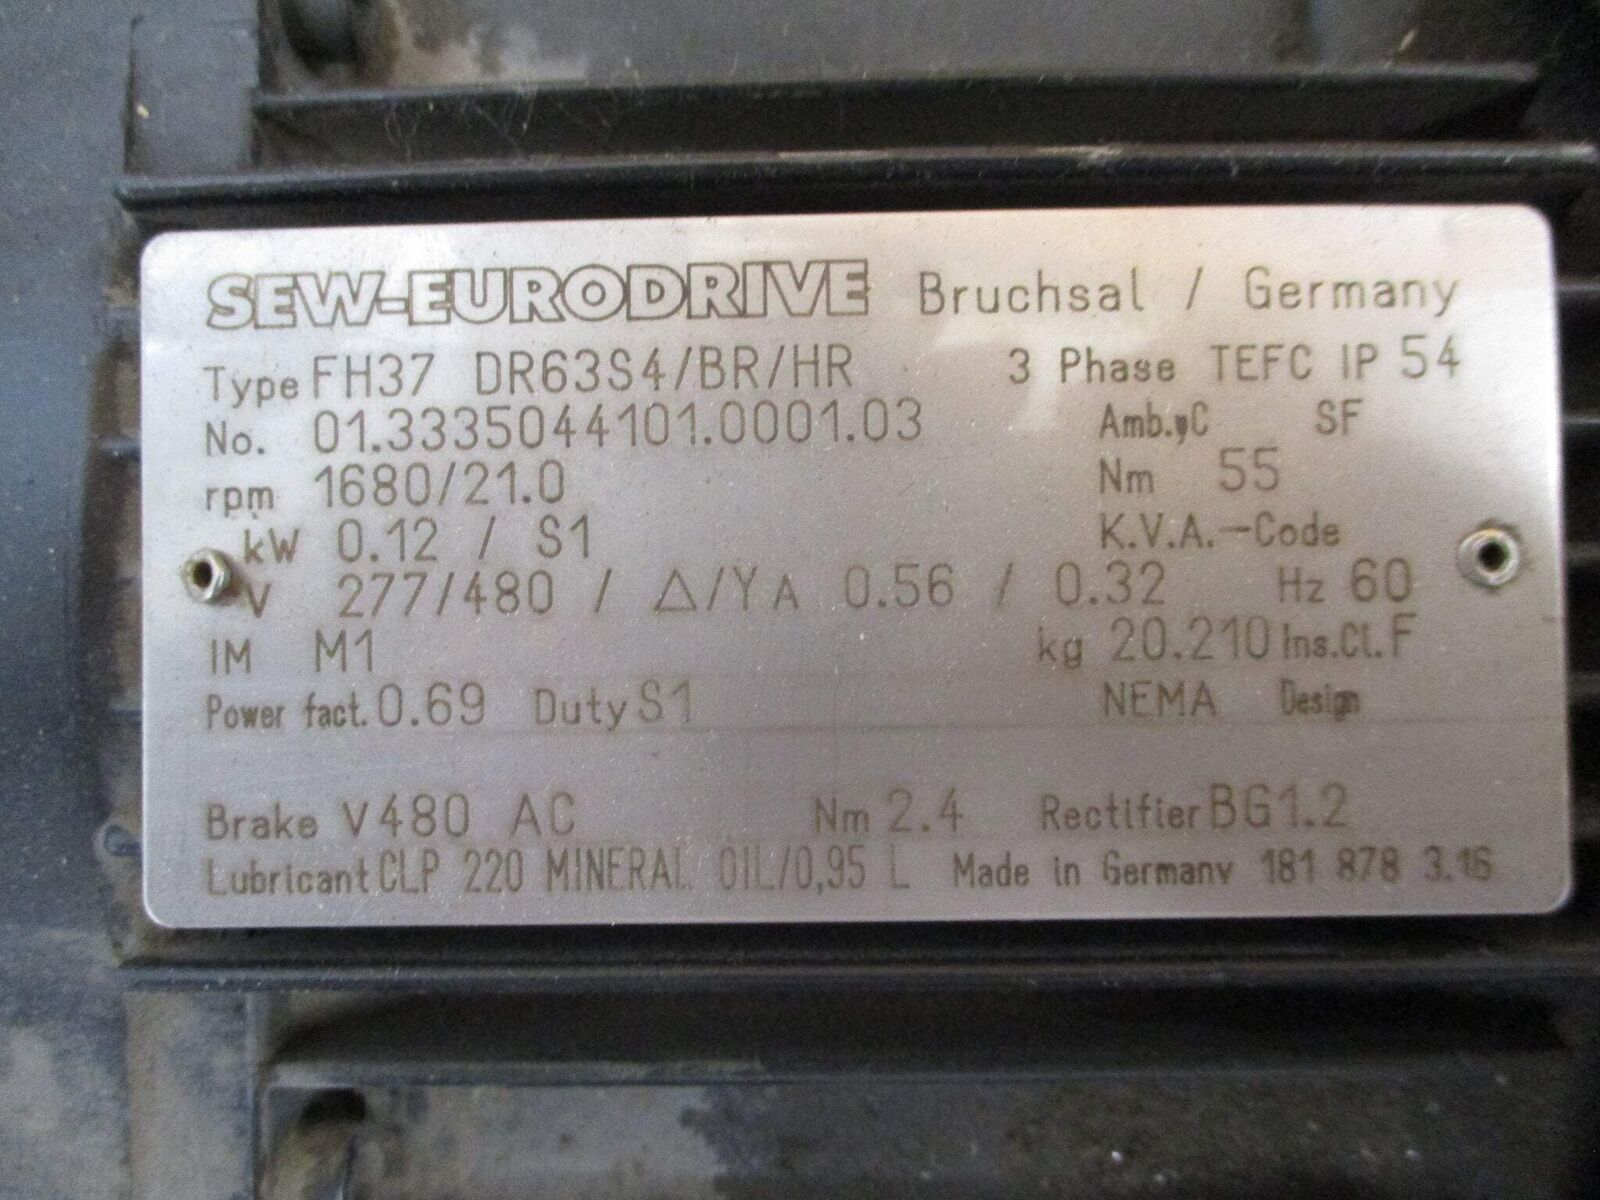 SEW-EURODRIVE Bruchsal / Germany
Type FH37 DR63S4/BR/HR 3 Phase TEFC IP 54
No. 01.3335044101.0001.03 Amb. C SF
rpm 1680/21.0 Nm 55
kW 0.12 / S1 K.V.A.-Code
V 277/480 / △/Y A 0.56 / 0.32 Hz 60
IM M1 kg 20.210 Ins.Cl. F
Power fact. 0.69 Duty S1 NEMA Design
Brake V 480 AC Nm 2.4 Rectifier BG1.2
Lubricant CLP 220 MINERAL OIL/0,95 L Made in Germany 181 878 3.16